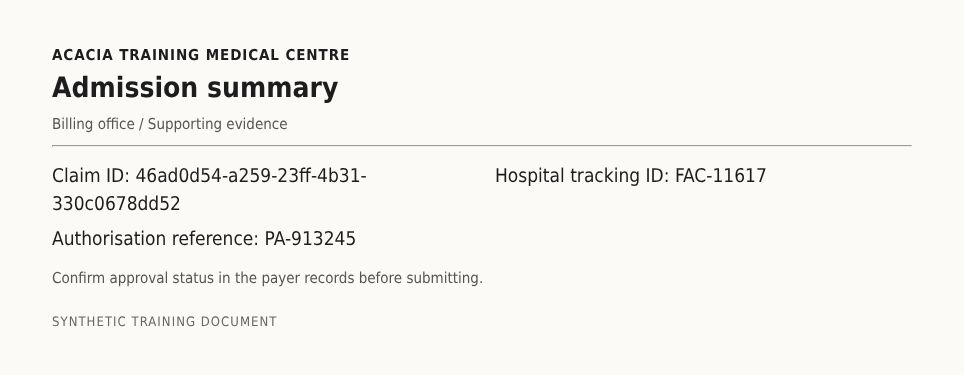 ACACIA TRAINING MEDICAL CENTRE
Admission summary
Billing office / Supporting evidence
Claim ID: 46ad0d54-a259-23ff-4b31-
330c0678dd52
Hospital tracking ID: FAC-11617
Authorisation reference: PA-913245
Confirm approval status in the payer records before submitting.
SYNTHETIC TRAINING DOCUMENT